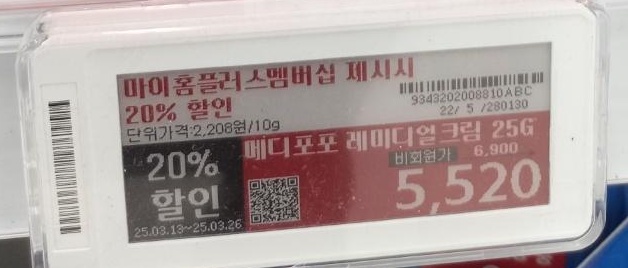 마이홈플러스멤버십 제시시
20% 할인
9343202008810ABC
22/ 5 /280130
단위가격:2,208원/10g
메디포포 레미디얼크림 25G
비회원가 6,900
5,520
20%
할인
25.03.13~25.03.26